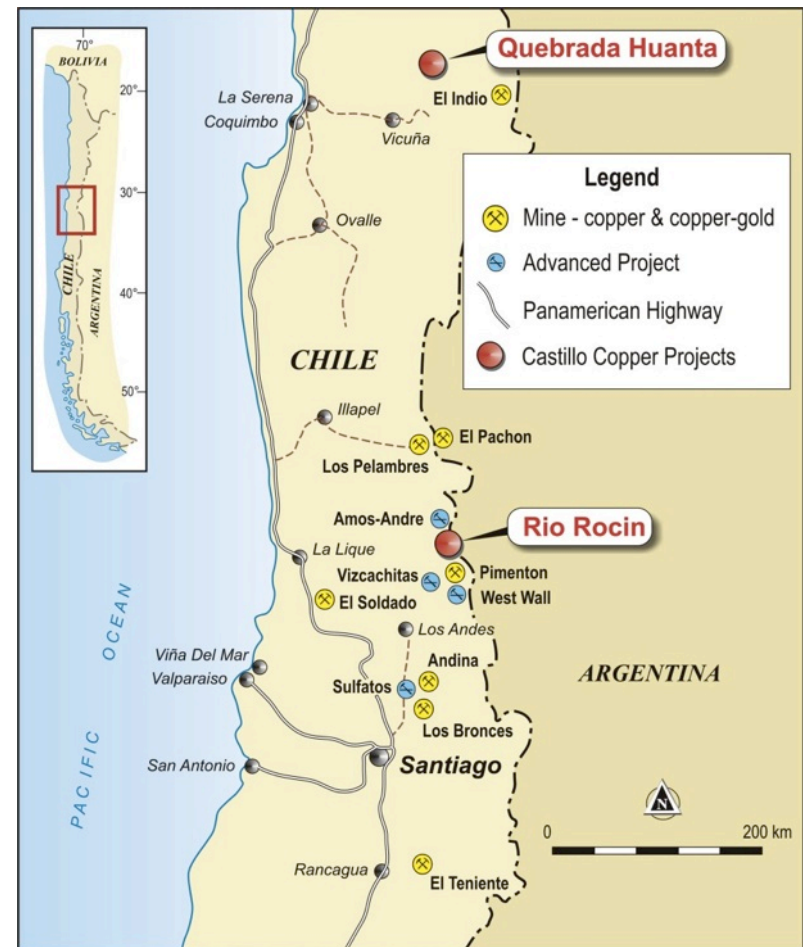 70°
BOLIVIA
20°
30°
40°
50°
CHILE
ARGENTINA
Quebrada Huanta
El Indio
La Serena
Coquimbo
Vicuña
Ovalle
Legend
Mine - copper & copper-gold
Advanced Project
Panamerican Highway
Castillo Copper Projects
CHILE
Illapel
El Pachon
Los Pelambres
Amos-Andre
Rio Rocin
La Lique
Vizcachitas
Pimenton
West Wall
El Soldado
Los Andes
Viña Del Mar
Valparaiso
Andina
Sulfatos
Los Bronces
ARGENTINA
San Antonio
Santiago
PACIFIC OCEAN
N
0 200 km
Rancagua
El Teniente